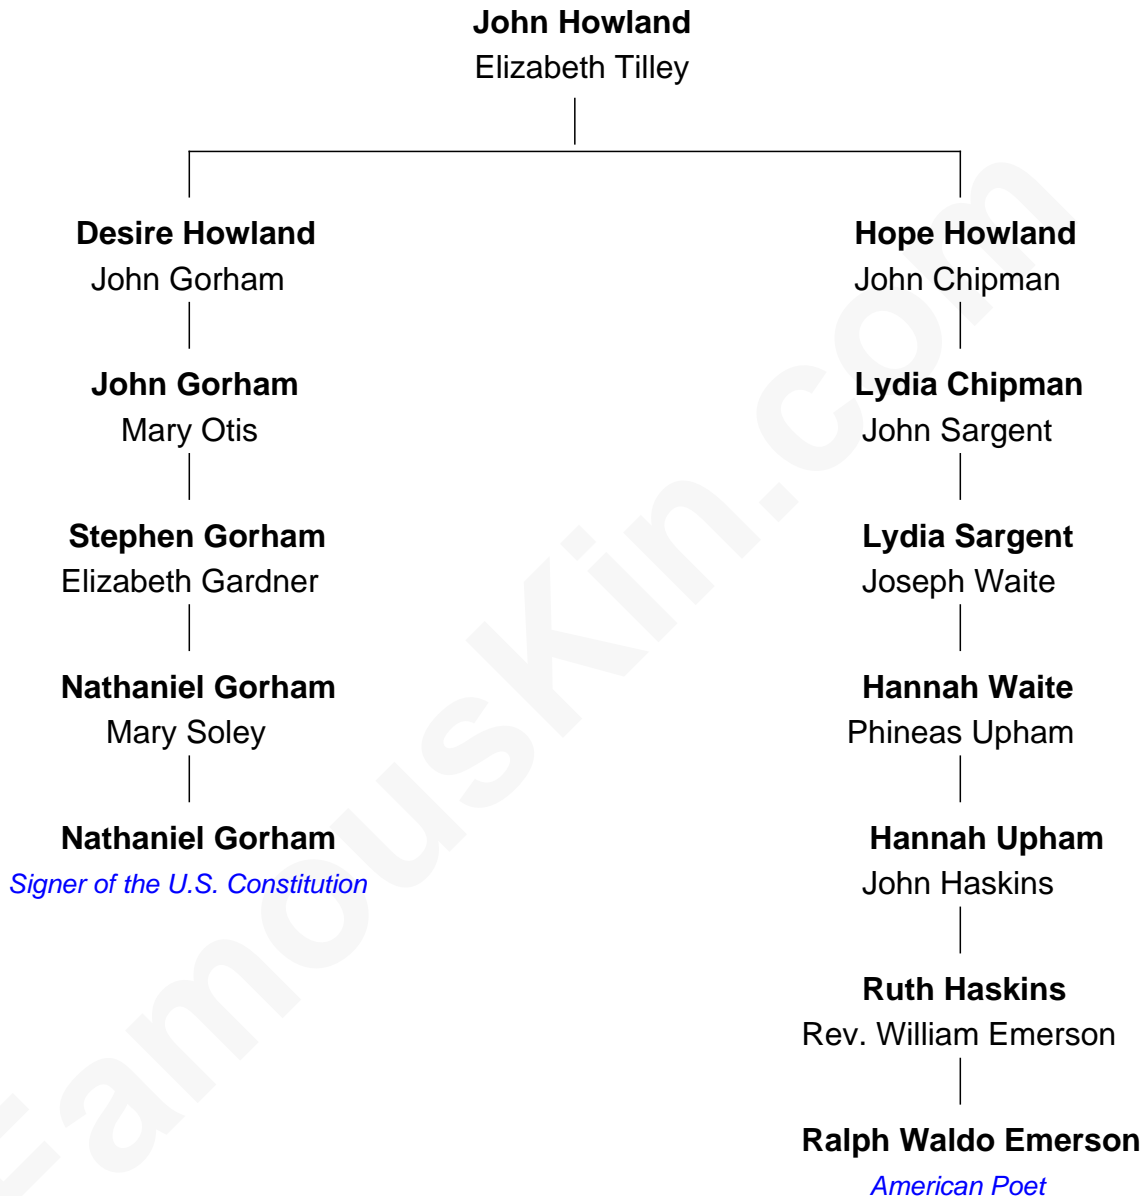 John Howland
Elizabeth Tilley
Desire Howland
John Gorham
Hope Howland
John Chipman
John Gorham
Mary Otis
Lydia Chipman
John Sargent
Stephen Gorham
Elizabeth Gardner
Lydia Sargent
Joseph Waite
Nathaniel Gorham
Mary Soley
Hannah Waite
Phineas Upham
Nathaniel Gorham
Signer of the U.S. Constitution
Hannah Upham
John Haskins
Ruth Haskins
Rev. William Emerson
Ralph Waldo Emerson
American Poet
FamousKin.com